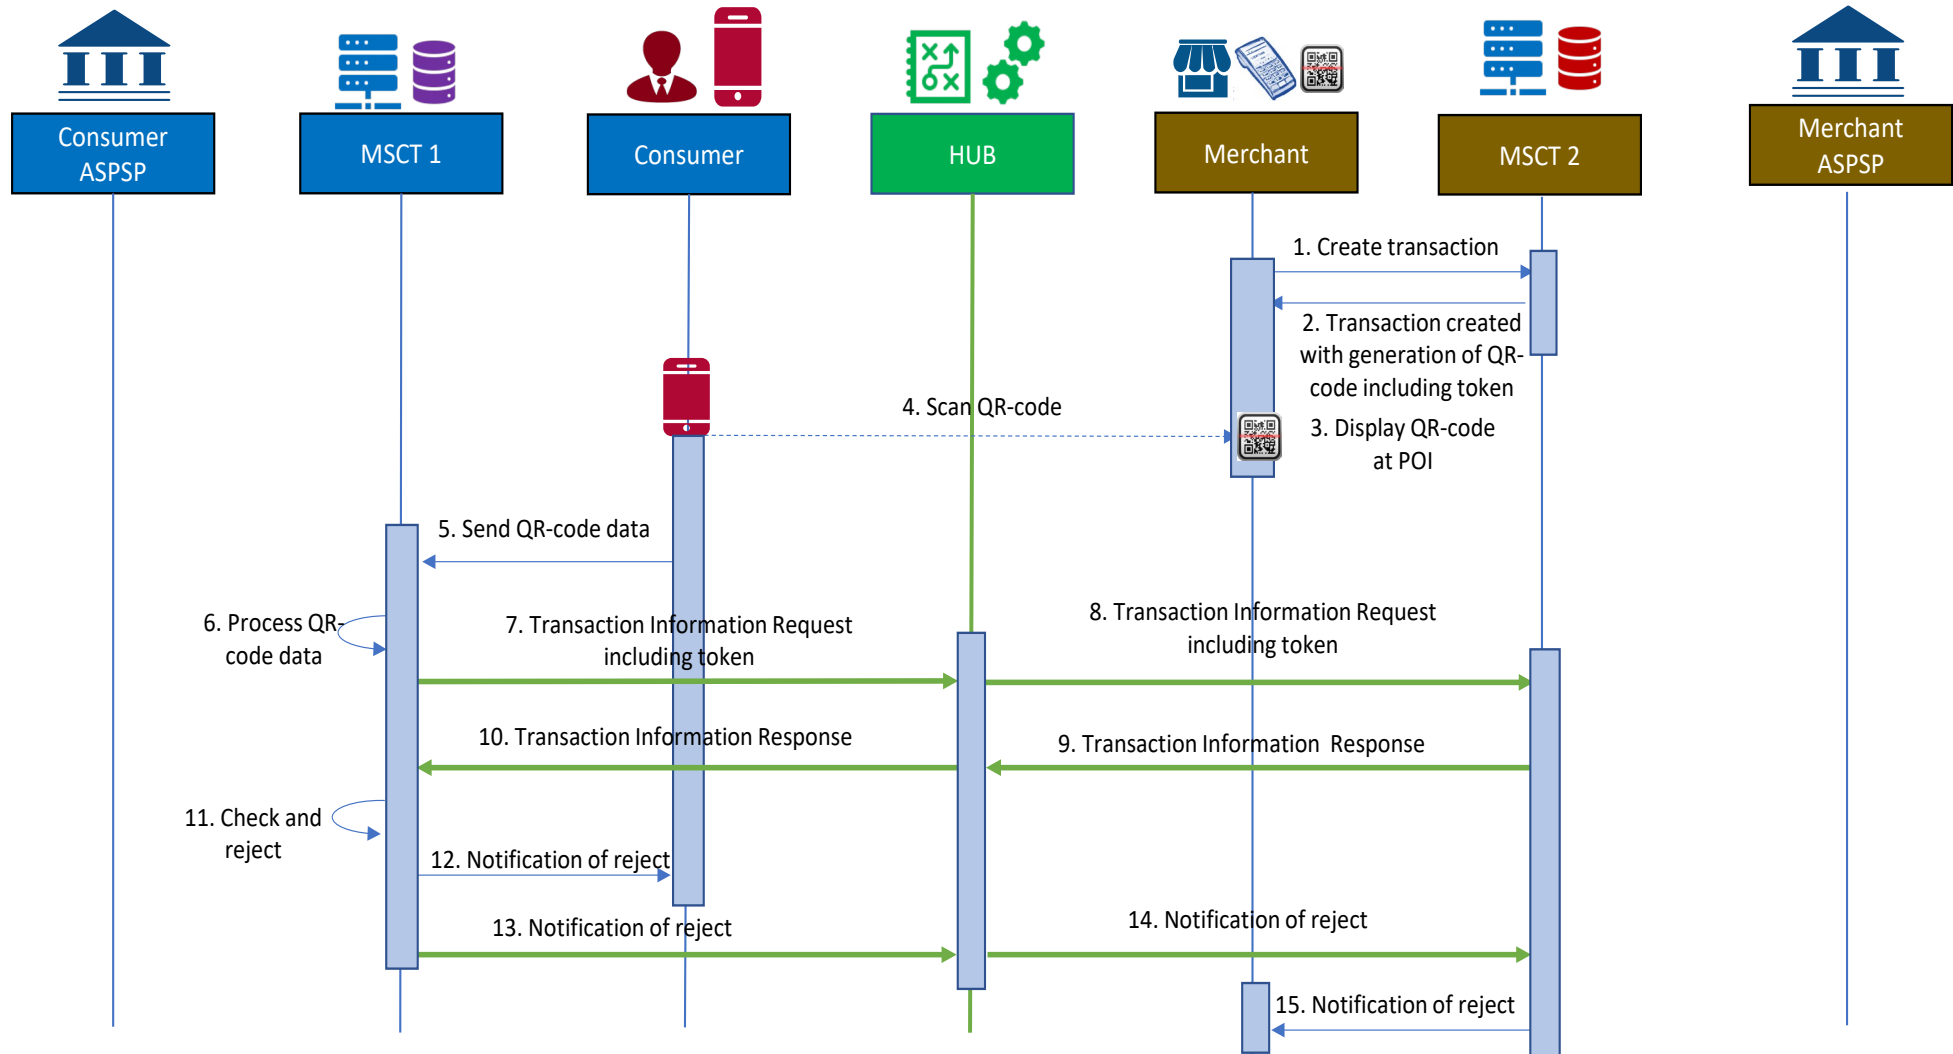 Consumer
ASPSP
MSCT 1
Consumer
HUB
Merchant
MSCT 2
Merchant
ASPSP
1. Create transaction
2. Transaction created
with generation of QR-
code including token
3. Display QR-code
at POI
4. Scan QR-code
5. Send QR-code data
6. Process QR-
code data
7. Transaction Information Request
including token
8. Transaction Information Request
including token
9. Transaction Information  Response
10. Transaction Information Response
11. Check and
reject
12. Notification of reject
13. Notification of reject
14. Notification of reject
15. Notification of reject